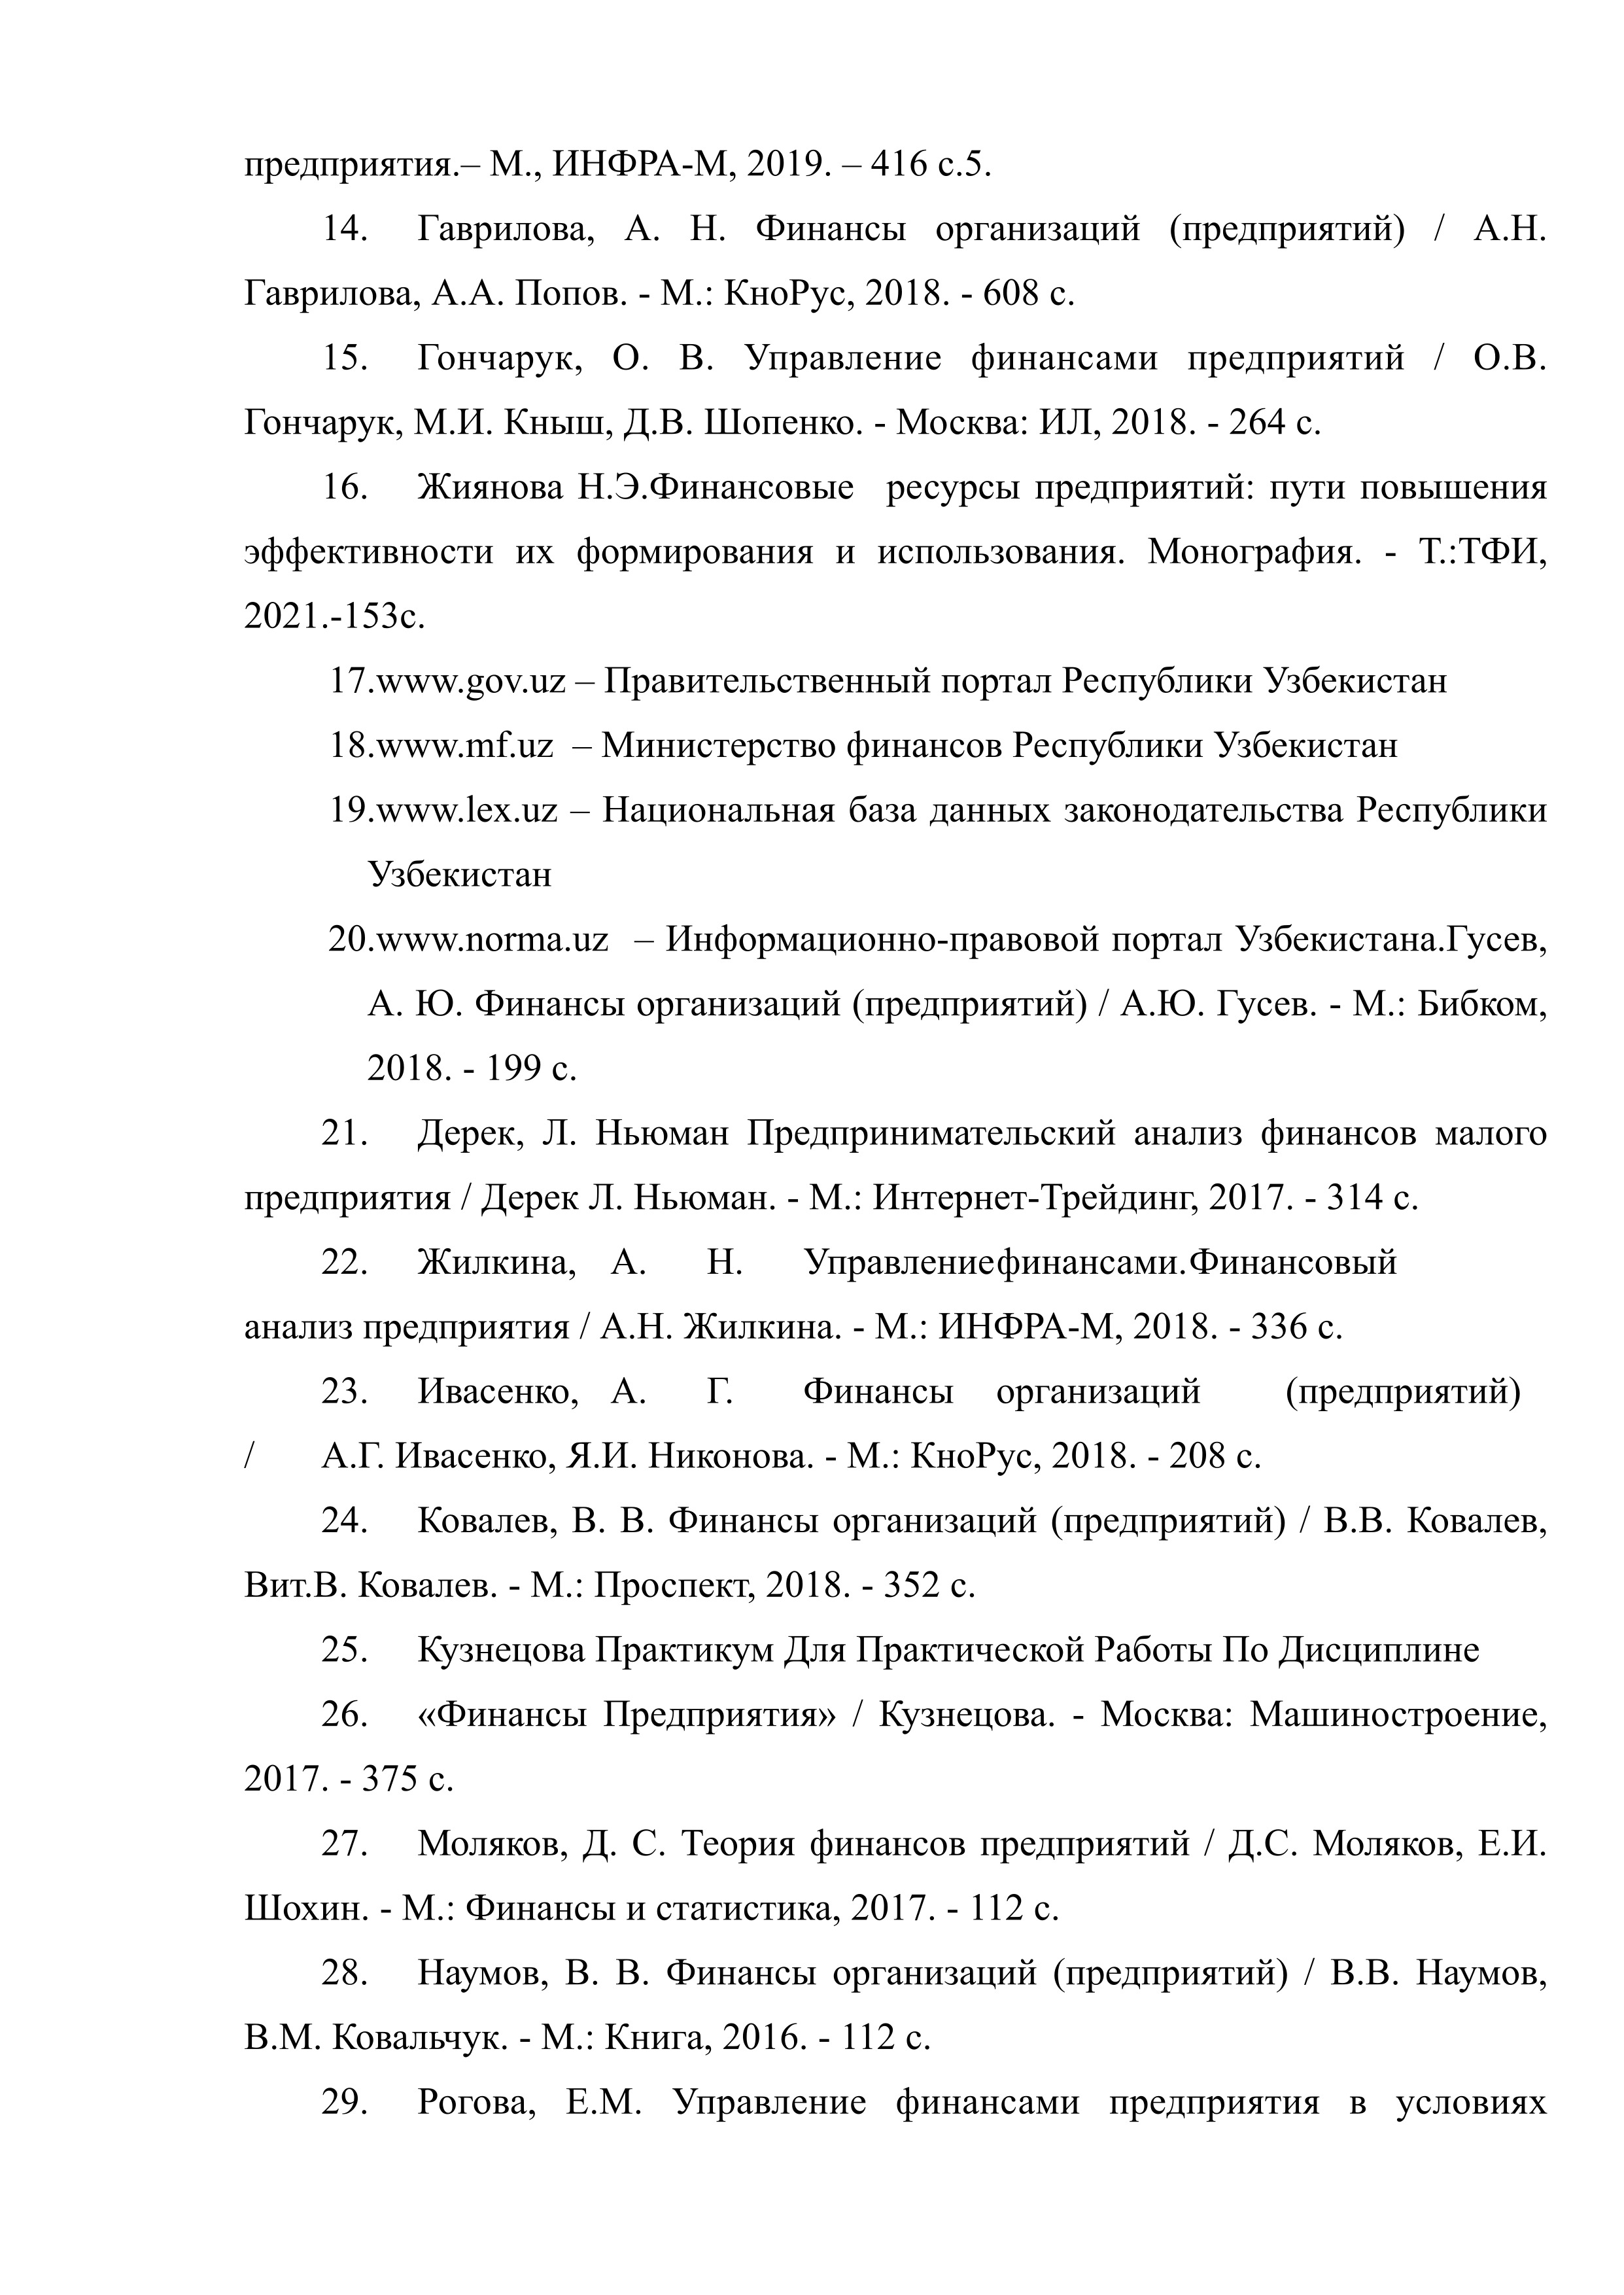 предприятия.– М., ИНФРА-М, 2019. – 416 с.5.
14. Гаврилова, А. Н. Финансы организаций (предприятий) / А.Н.
Гаврилова, А.А. Попов. - М.: КноРус, 2018. - 608 с.
15. Гончарук, О. В. Управление финансами предприятий / О.В.
Гончарук, М.И. Кныш, Д.В. Шопенко. - Москва: ИЛ, 2018. - 264 с.
16. Жиянова Н.Э.Финансовые ресурсы предприятий: пути повышения
эффективности их формирования и использования. Монография. - Т.:ТФИ,
2021.-153с.
17.www.gov.uz – Правительственный портал Республики Узбекистан
18.www.mf.uz – Министерство финансов Республики Узбекистан
19.www.lex.uz – Национальная база данных законодательства Республики
Узбекистан
20.www.norma.uz – Информационно-правовой портал Узбекистана.Гусев,
А. Ю. Финансы организаций (предприятий) / А.Ю. Гусев. - М.: Бибком,
2018. - 199 с.
21. Дерек, Л. Ньюман Предпринимательский анализ финансов малого
предприятия / Дерек Л. Ньюман. - М.: Интернет-Трейдинг, 2017. - 314 с.
22. Жилкина, А. Н. Управлениефинансами.Финансовый
анализ предприятия / А.Н. Жилкина. - М.: ИНФРА-М, 2018. - 336 с.
23. Ивасенко, А. Г. Финансы организаций (предприятий)
/ А.Г. Ивасенко, Я.И. Никонова. - М.: КноРус, 2018. - 208 с.
24. Ковалев, В. В. Финансы организаций (предприятий) / В.В. Ковалев,
Вит.В. Ковалев. - М.: Проспект, 2018. - 352 с.
25. Кузнецова Практикум Для Практической Работы По Дисциплине
26. «Финансы Предприятия» / Кузнецова. - Москва: Машиностроение,
2017. - 375 с.
27. Моляков, Д. С. Теория финансов предприятий / Д.С. Моляков, Е.И.
Шохин. - М.: Финансы и статистика, 2017. - 112 с.
28. Наумов, В. В. Финансы организаций (предприятий) / В.В. Наумов,
В.М. Ковальчук. - М.: Книга, 2016. - 112 с.
29. Рогова, Е.М. Управление финансами предприятия в условиях